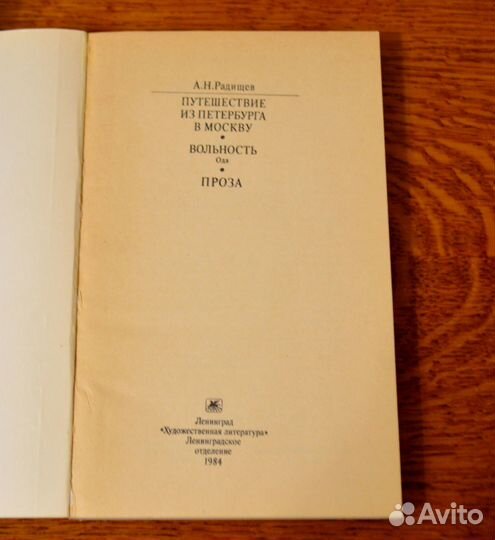 А.Н.Радищев
ПУТЕШЕСТВИЕ
ИЗ ПЕТЕРБУРГА
В МОСКВУ
•
ВОЛЬНОСТЬ
Ода
•
ПРОЗА
Ленинград
«Художественная литература»
Ленинградское
отделение
1984
Avito